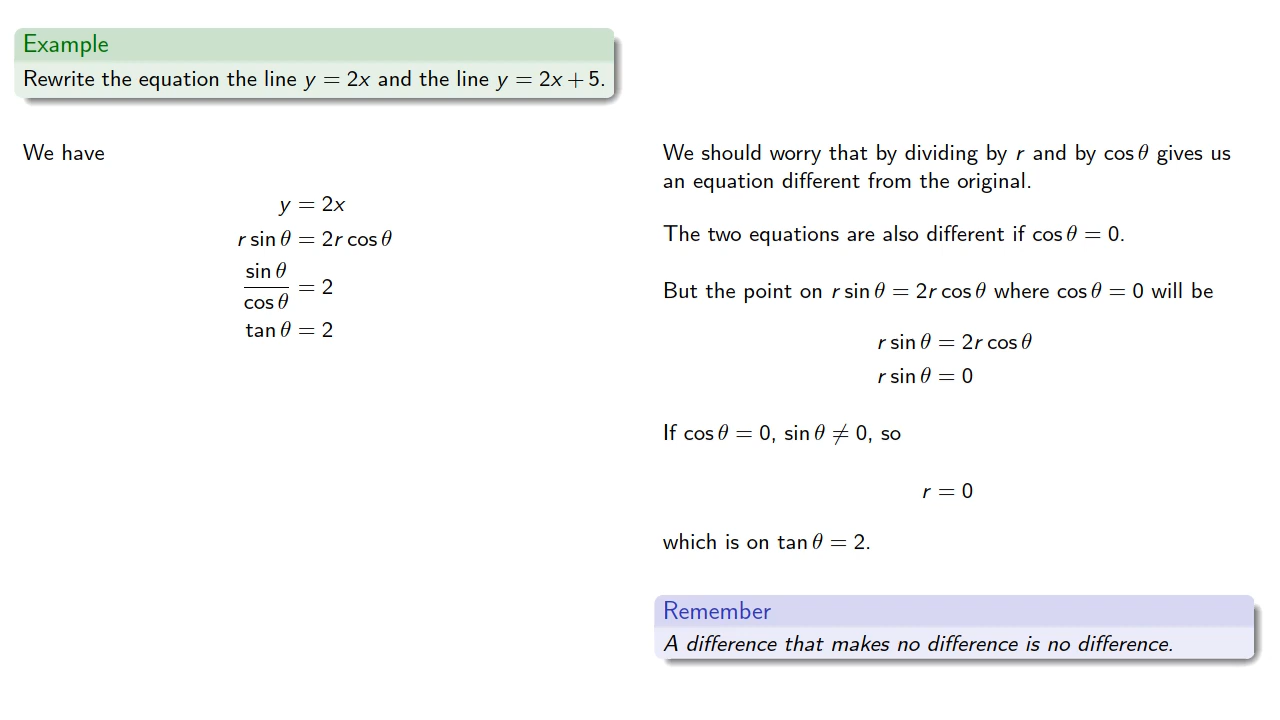 Example
Rewrite the equation the line y = 2x and the line y = 2x + 5.
We have
y = 2x
r sin θ = 2r cos θ
sin θ / cos θ = 2
tan θ = 2
We should worry that by dividing by r and by cos θ gives us
an equation different from the original.
The two equations are also different if cos θ = 0.
But the point on r sin θ = 2r cos θ where cos θ = 0 will be
r sin θ = 2r cos θ
r sin θ = 0
If cos θ = 0, sin θ ≠ 0, so
r = 0
which is on tan θ = 2.
Remember
A difference that makes no difference is no difference.